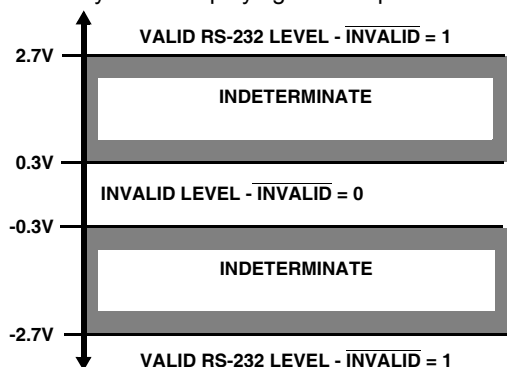 VALID RS-232 LEVEL - INVALID = 1
2.7V
INDETERMINATE
0.3V
INVALID LEVEL - INVALID = 0
-0.3V
INDETERMINATE
-2.7V
VALID RS-232 LEVEL - INVALID = 1